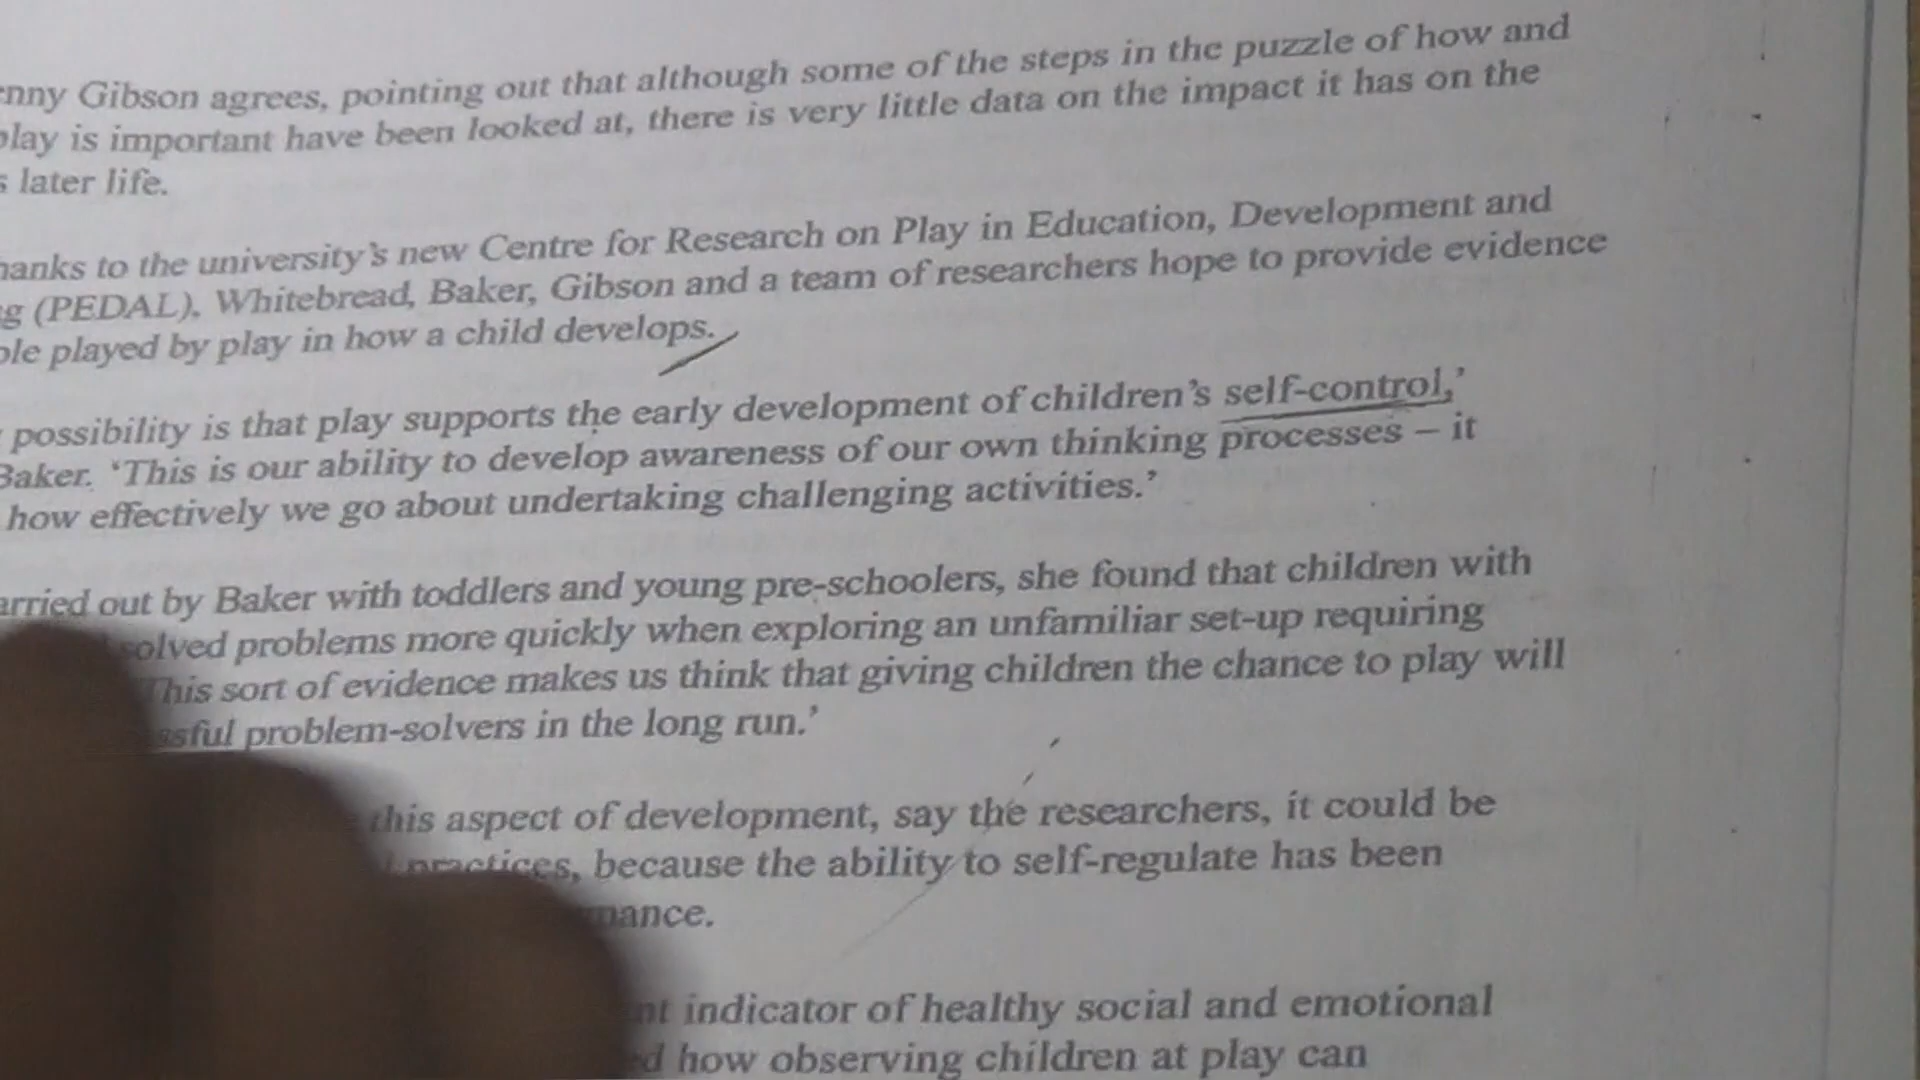 nny Gibson agrees, pointing out that although some of the steps in the puzzle of how and
play is important have been looked at, there is very little data on the impact it has on the
s later life.
hanks to the university's new Centre for Research on Play in Education, Development and
g (PEDAL), Whitebread, Baker, Gibson and a team of researchers hope to provide evidence
ole played by play in how a child develops.
possibility is that play supports the early development of children's self-control,'
Baker. 'This is our ability to develop awareness of our own thinking processes – it
how effectively we go about undertaking challenging activities.'
arried out by Baker with toddlers and young pre-schoolers, she found that children with
solved problems more quickly when exploring an unfamiliar set-up requiring
This sort of evidence makes us think that giving children the chance to play will
ssful problem-solvers in the long run.'
this aspect of development, say the researchers, it could be
practices, because the ability to self-regulate has been
mance.
nt indicator of healthy social and emotional
d how observing children at play can